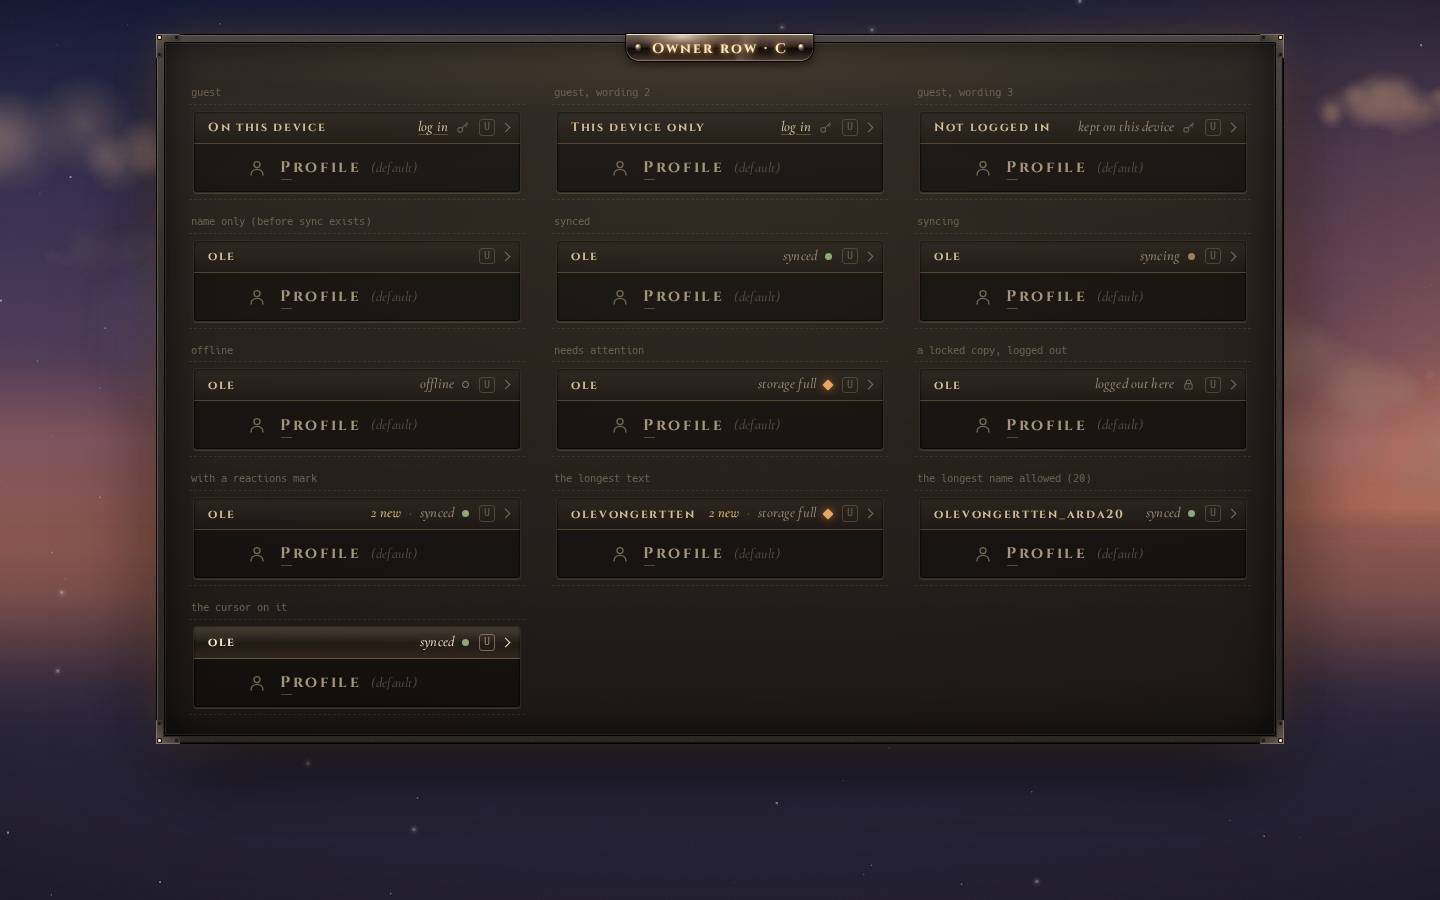 Owner row · C
guest
guest, wording 2
guest, wording 3
On this device log in U
This device only log in U
Not logged in kept on this device U
Profile (default)
Profile (default)
Profile (default)
name only (before sync exists)
synced
syncing
OLE U
OLE synced U
OLE syncing U
Profile (default)
Profile (default)
Profile (default)
offline
needs attention
a locked copy, logged out
OLE offline U
OLE storage full U
OLE logged out here U
Profile (default)
Profile (default)
Profile (default)
with a reactions mark
the longest text
the longest name allowed (20)
OLE 2 new · synced U
OLEVONGERTTEN 2 new · storage full U
OLEVONGERTTEN_ARDA20 synced U
Profile (default)
Profile (default)
Profile (default)
the cursor on it
OLE synced U
Profile (default)